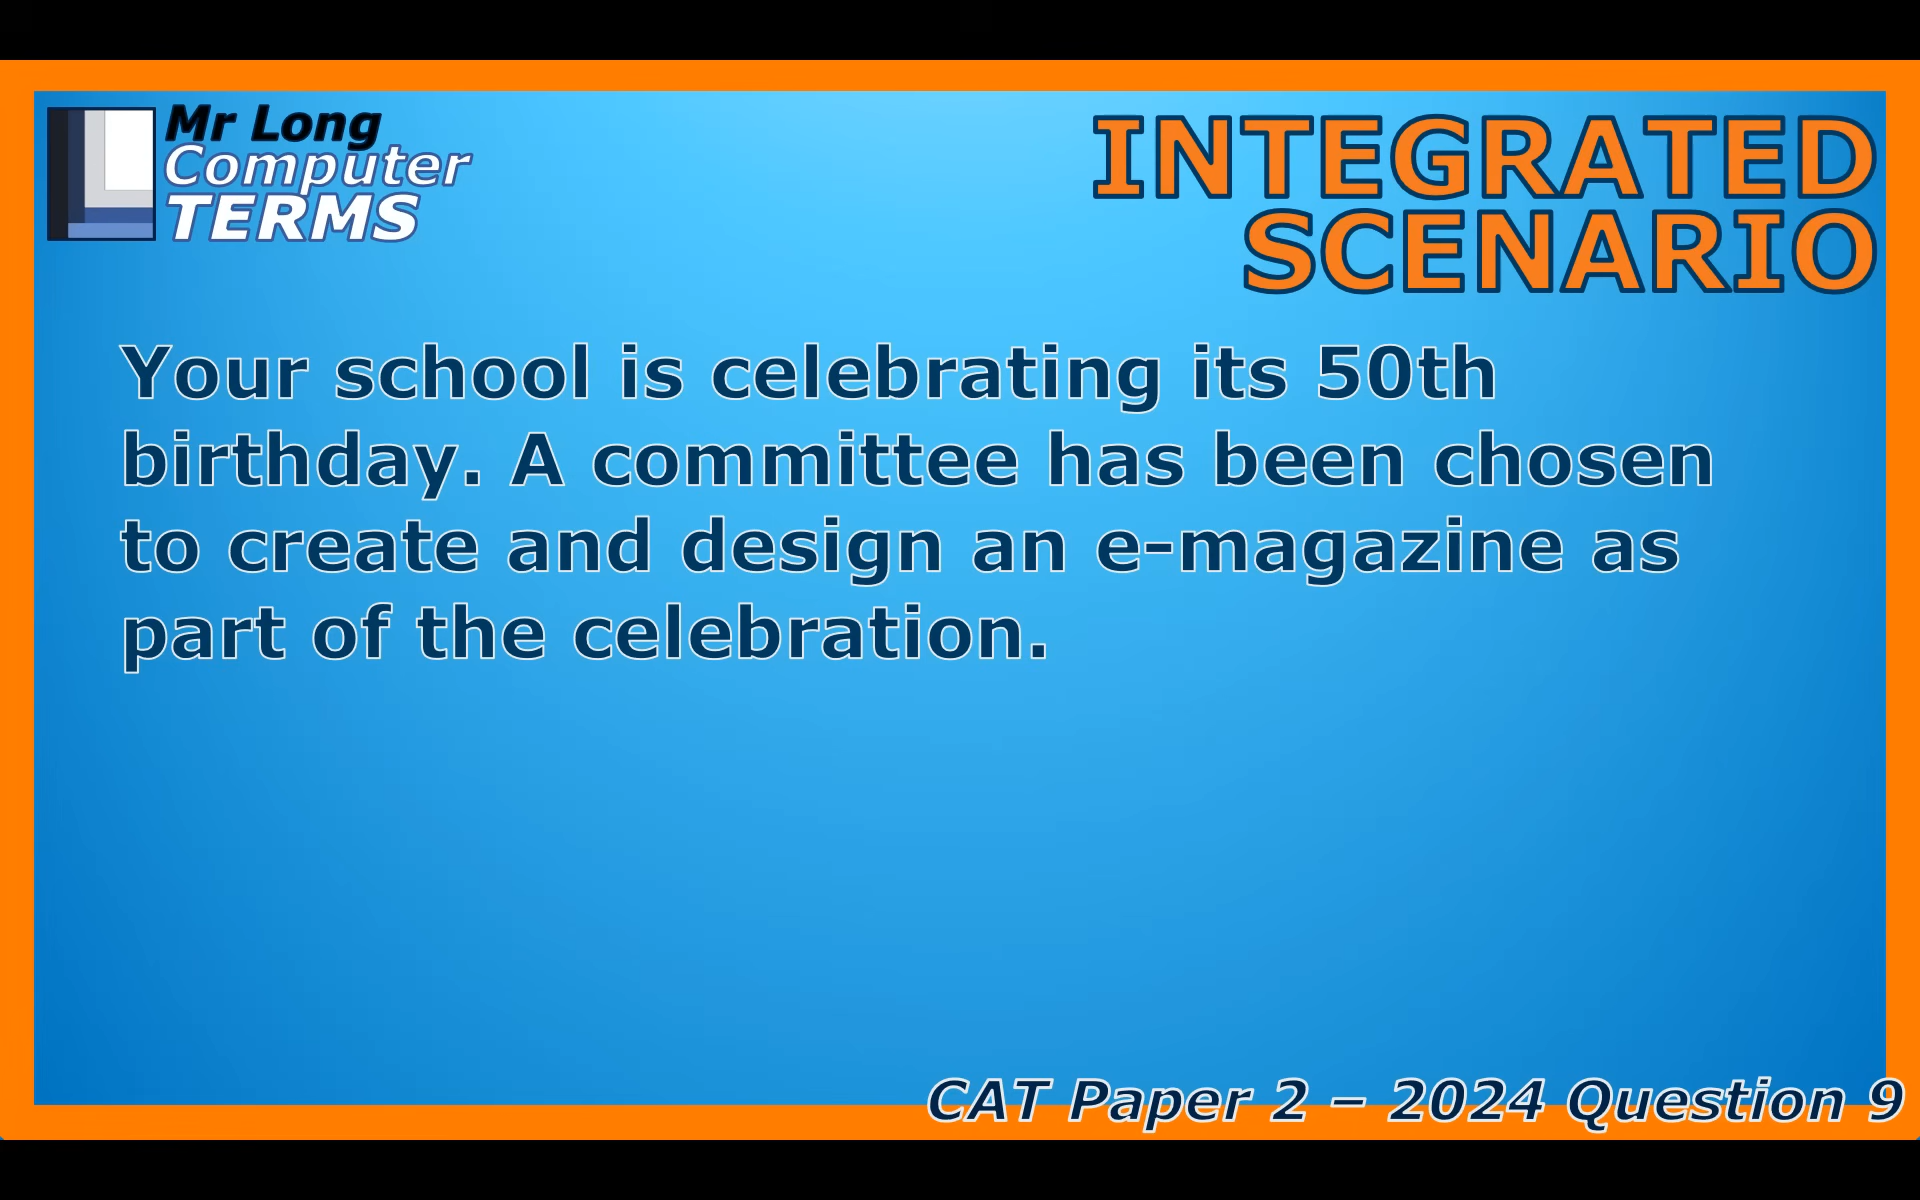 Mr Long
Computer
TERMS
INTEGRATED
SCENARIO
Your school is celebrating its 50th
birthday. A committee has been chosen
to create and design an e-magazine as
part of the celebration.
CAT Paper 2 – 2024 Question 9